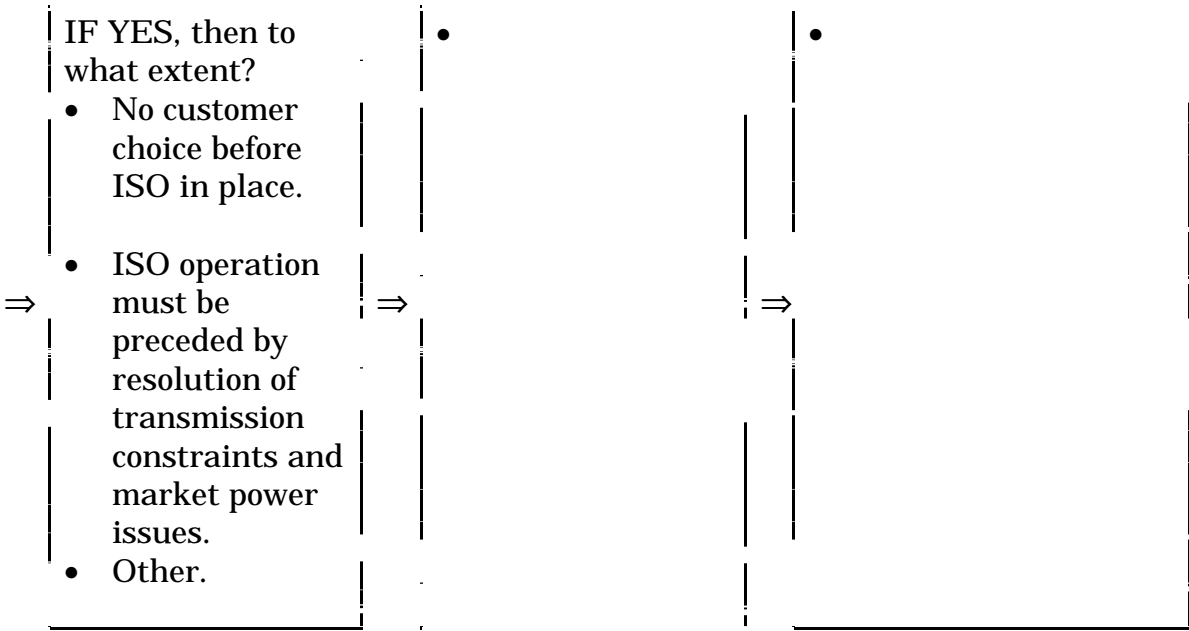 IF YES, then to
what extent?
• No customer
choice before
ISO in place.
• ISO operation
must be
preceded by
resolution of
transmission
constraints and
market power
issues.
• Other.
⇒
⇒
•
⇒
•